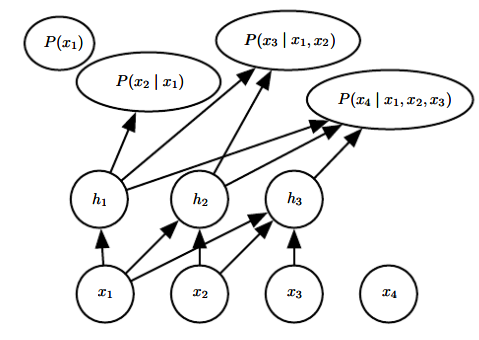 P(x₁)
P(x₂ | x₁)
P(x₃ | x₁, x₂)
P(x₄ | x₁, x₂, x₃)
h₁
h₂
h₃
x₁
x₂
x₃
x₄